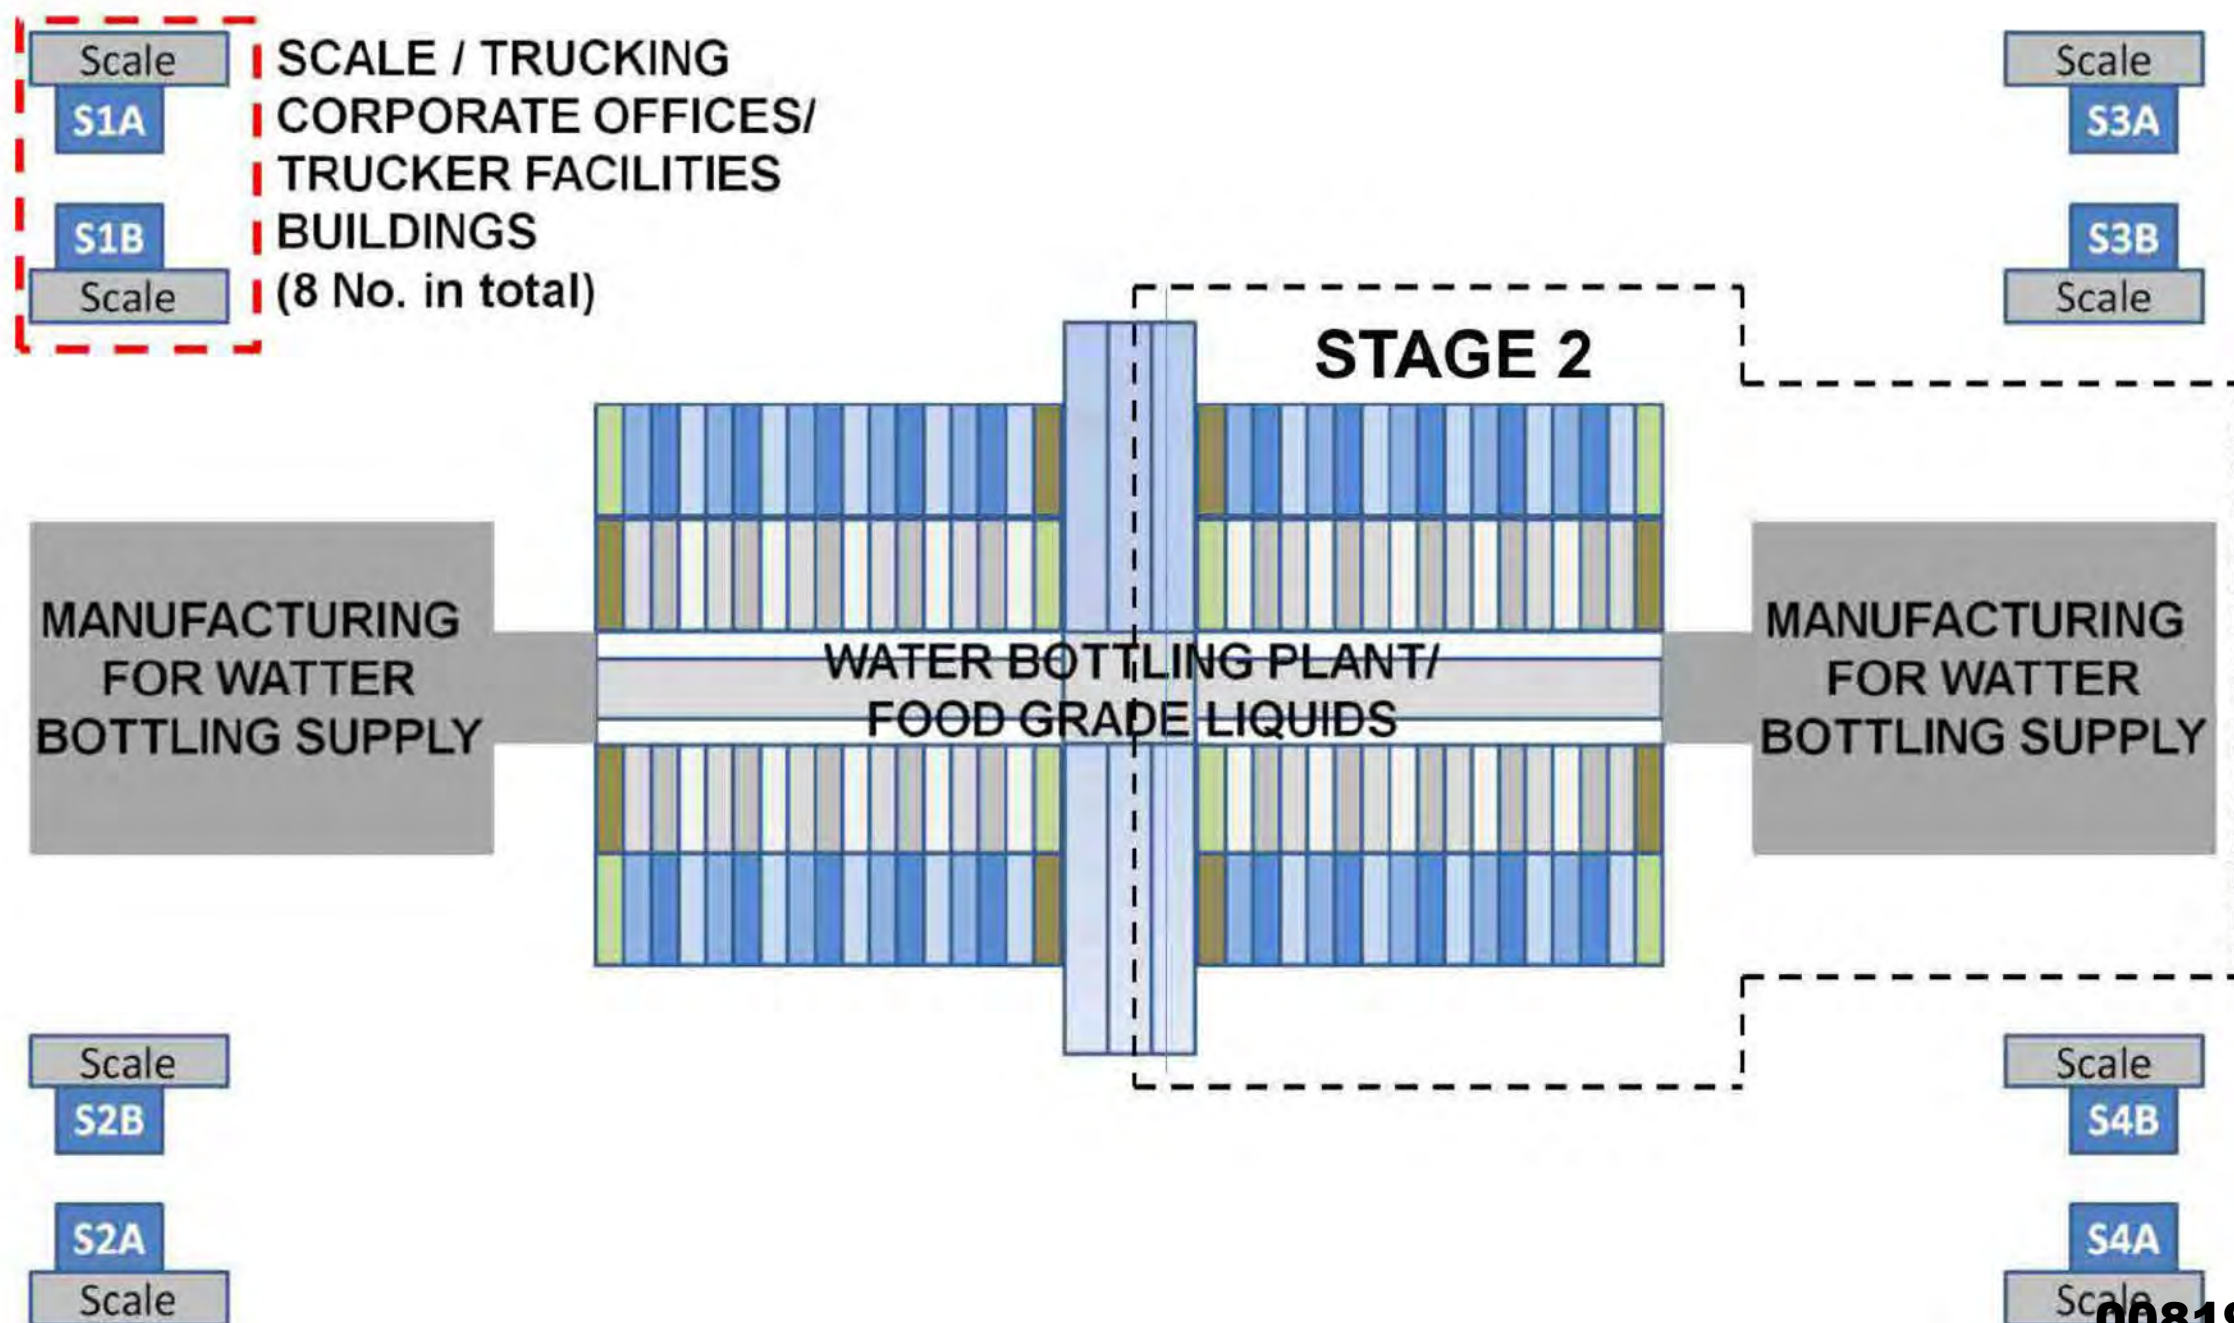 Scale
S1A
S1B
Scale
SCALE / TRUCKING
CORPORATE OFFICES/
TRUCKER FACILITIES
BUILDINGS
(8 No. in total)
Scale
S3A
S3B
Scale
STAGE 2
MANUFACTURING
FOR WATTER
BOTTLING SUPPLY
WATER BOTTLING PLANT/
FOOD GRADE LIQUIDS
MANUFACTURING
FOR WATTER
BOTTLING SUPPLY
Scale
S2B
S2A
Scale
Scale
S4B
S4A
Scale
00819